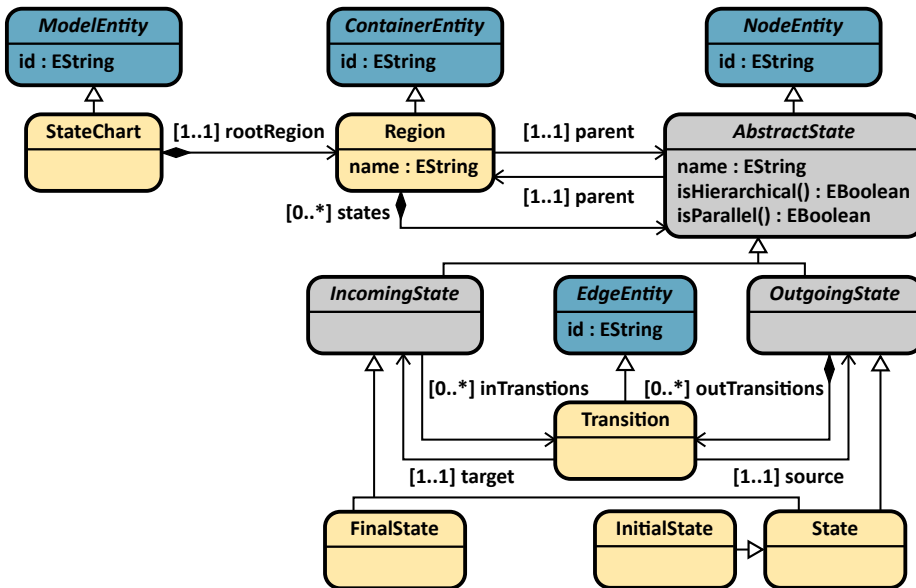 ModelEntity
id : EString
ContainerEntity
id : EString
NodeEntity
id : EString
StateChart
[1..1] rootRegion
Region
name : EString
[1..1] parent
[1..1] parent
[0..*] states
AbstractState
name : EString
isHierarchical() : EBoolean
isParallel() : EBoolean
IncomingState
EdgeEntity
id : EString
OutgoingState
[0..*] inTranstions
[0..*] outTransitions
Transition
[1..1] target
[1..1] source
FinalState
InitialState
State